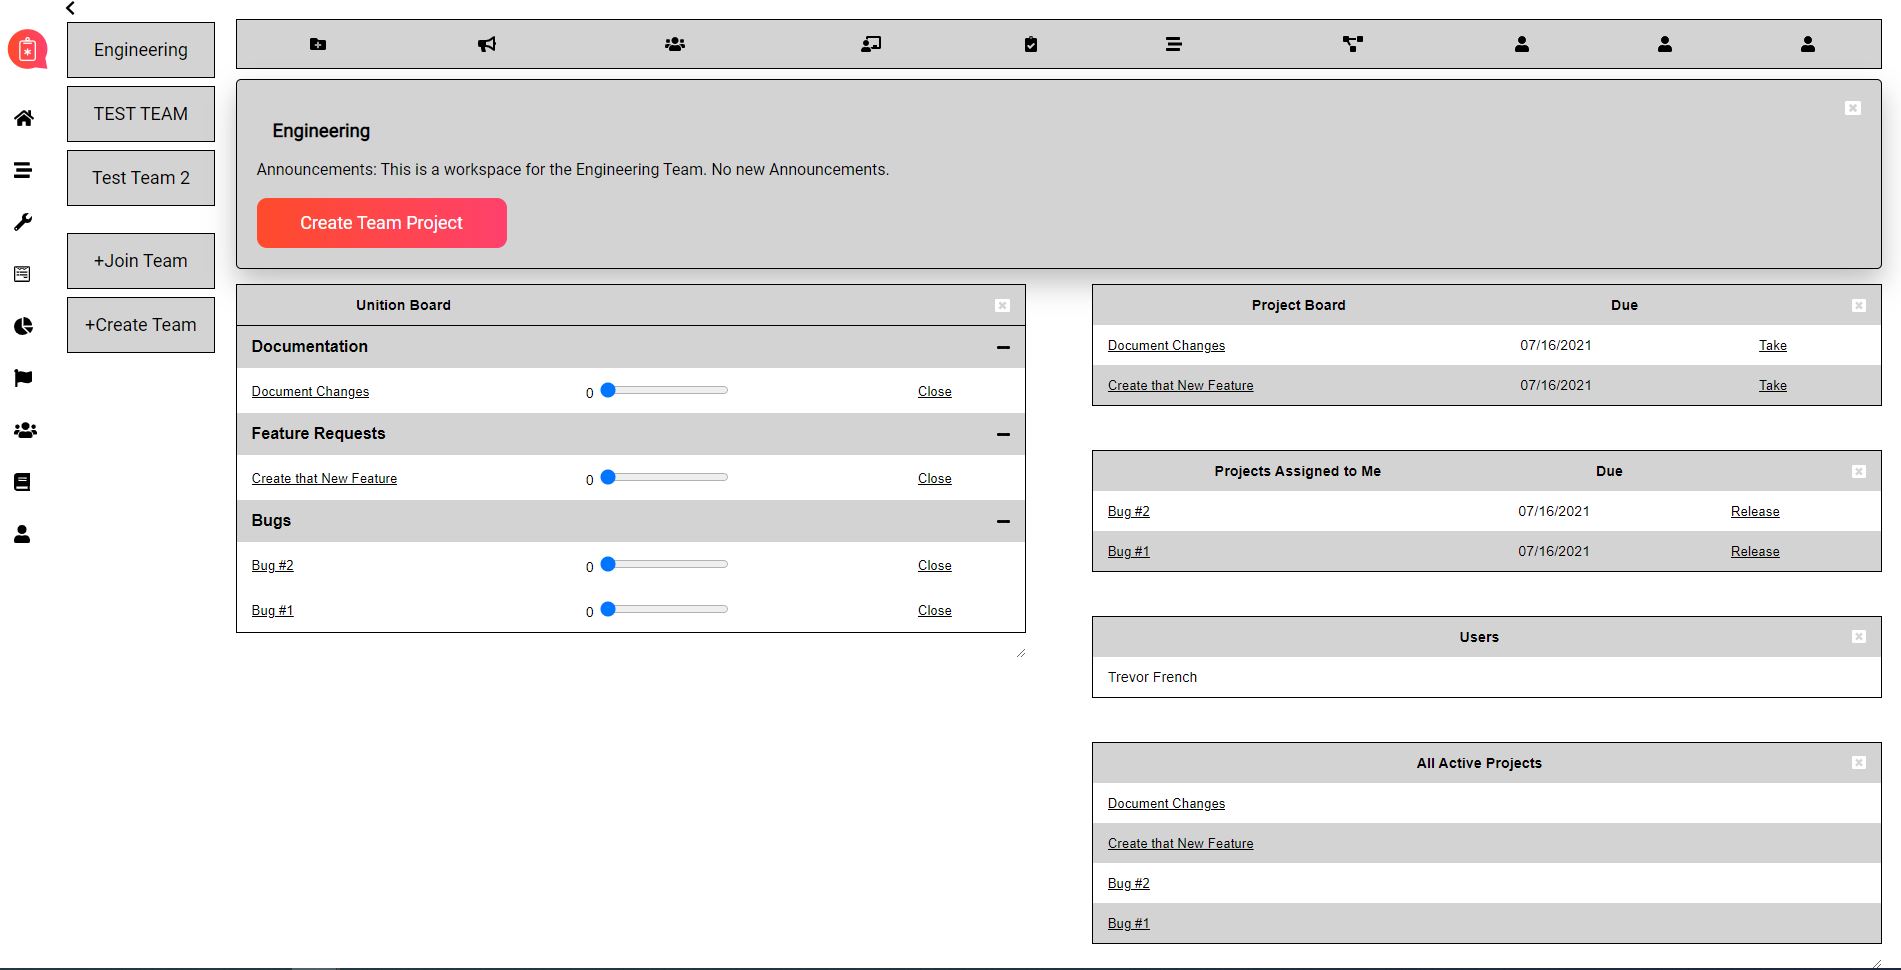 Engineering
TEST TEAM
Test Team 2
+Join Team
+Create Team
Engineering
Announcements: This is a workspace for the Engineering Team. No new Announcements.
Create Team Project
Unition Board
Documentation
Document Changes 0 Close
Feature Requests
Create that New Feature 0 Close
Bugs
Bug #2 0 Close
Bug #1 0 Close
Project Board Due
Document Changes 07/16/2021 Take
Create that New Feature 07/16/2021 Take
Projects Assigned to Me Due
Bug #2 07/16/2021 Release
Bug #1 07/16/2021 Release
Users
Trevor French
All Active Projects
Document Changes
Create that New Feature
Bug #2
Bug #1